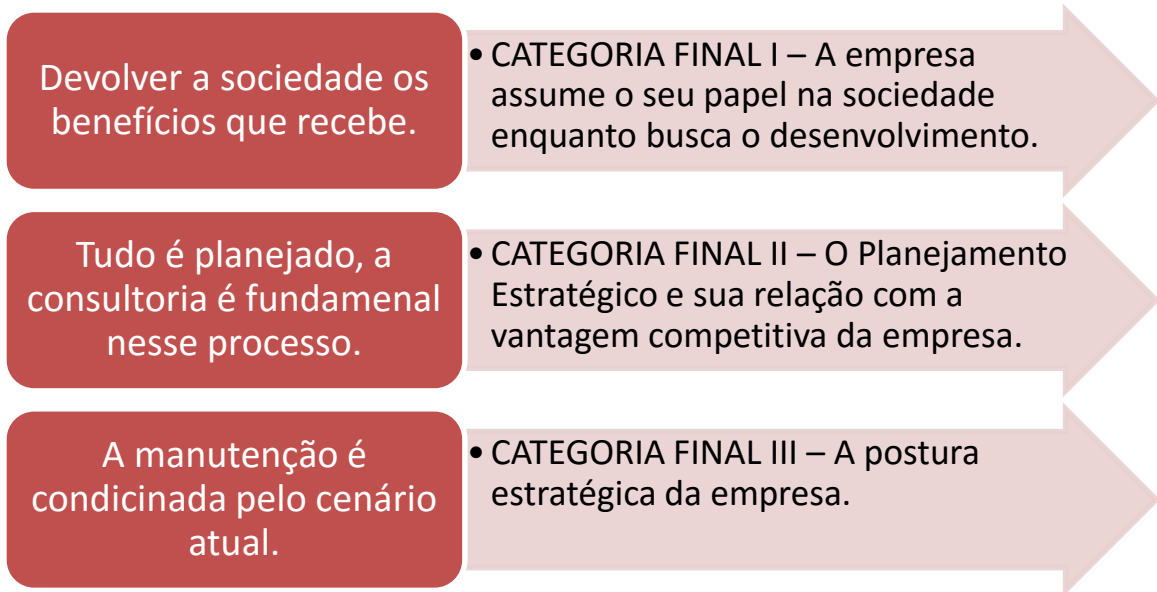 Devolver a sociedade os
benefícios que recebe.
• CATEGORIA FINAL I – A empresa
assume o seu papel na sociedade
enquanto busca o desenvolvimento.
Tudo é planejado, a
consultoria é fundamenal
nesse processo.
• CATEGORIA FINAL II – O Planejamento
Estratégico e sua relação com a
vantagem competitiva da empresa.
A manutenção é
condicinada pelo cenário
atual.
• CATEGORIA FINAL III – A postura
estratégica da empresa.